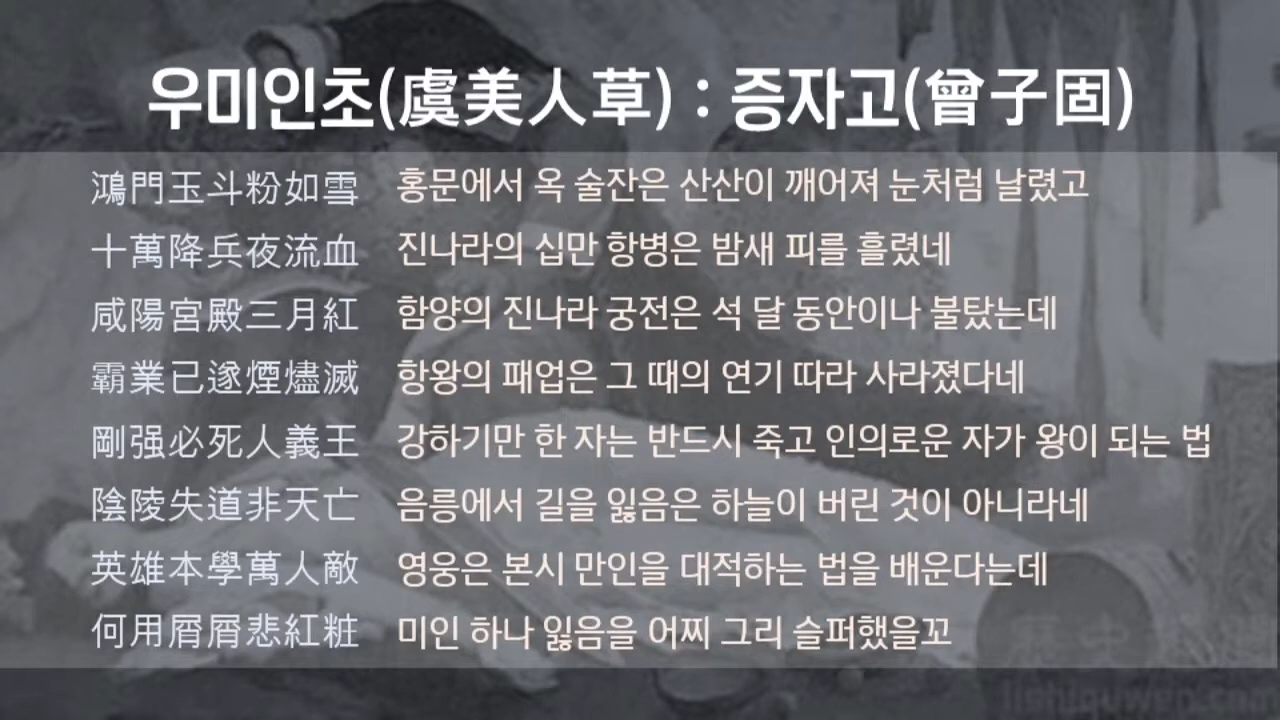 우미인초(虞美人草) : 증자고(曾子固)
鴻門玉斗粉如雪 홍문에서 옥 술잔은 산산이 깨어져 눈처럼 날렸고
十萬降兵夜流血 진나라의 십만 항병은 밤새 피를 흘렸네
咸陽宮殿三月紅 함양의 진나라 궁전은 석 달 동안이나 불탔는데
霸業已遂煙燼滅 항왕의 패업은 그 때의 연기 따라 사라졌다네
剛强必死人義王 강하기만 한 자는 반드시 죽고 인의로운 자가 왕이 되는 법
陰陵失道非天亡 음릉에서 길을 잃음은 하늘이 버린 것이 아니라네
英雄本學萬人敵 영웅은 본시 만인을 대적하는 법을 배운다는데
何用屑屑悲紅粧 미인 하나 잃음을 어찌 그리 슬퍼했을꼬